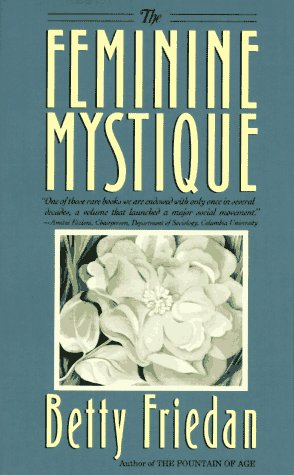 The
FEMININE
MYSTIQUE
"One of those rare books we are endowed with only once in several
decades, a volume that launched a major social movement."
—Amitai Etzioni, Chairperson, Department of Sociology, Columbia University
Betty Friedan
Author of THE FOUNTAIN OF AGE